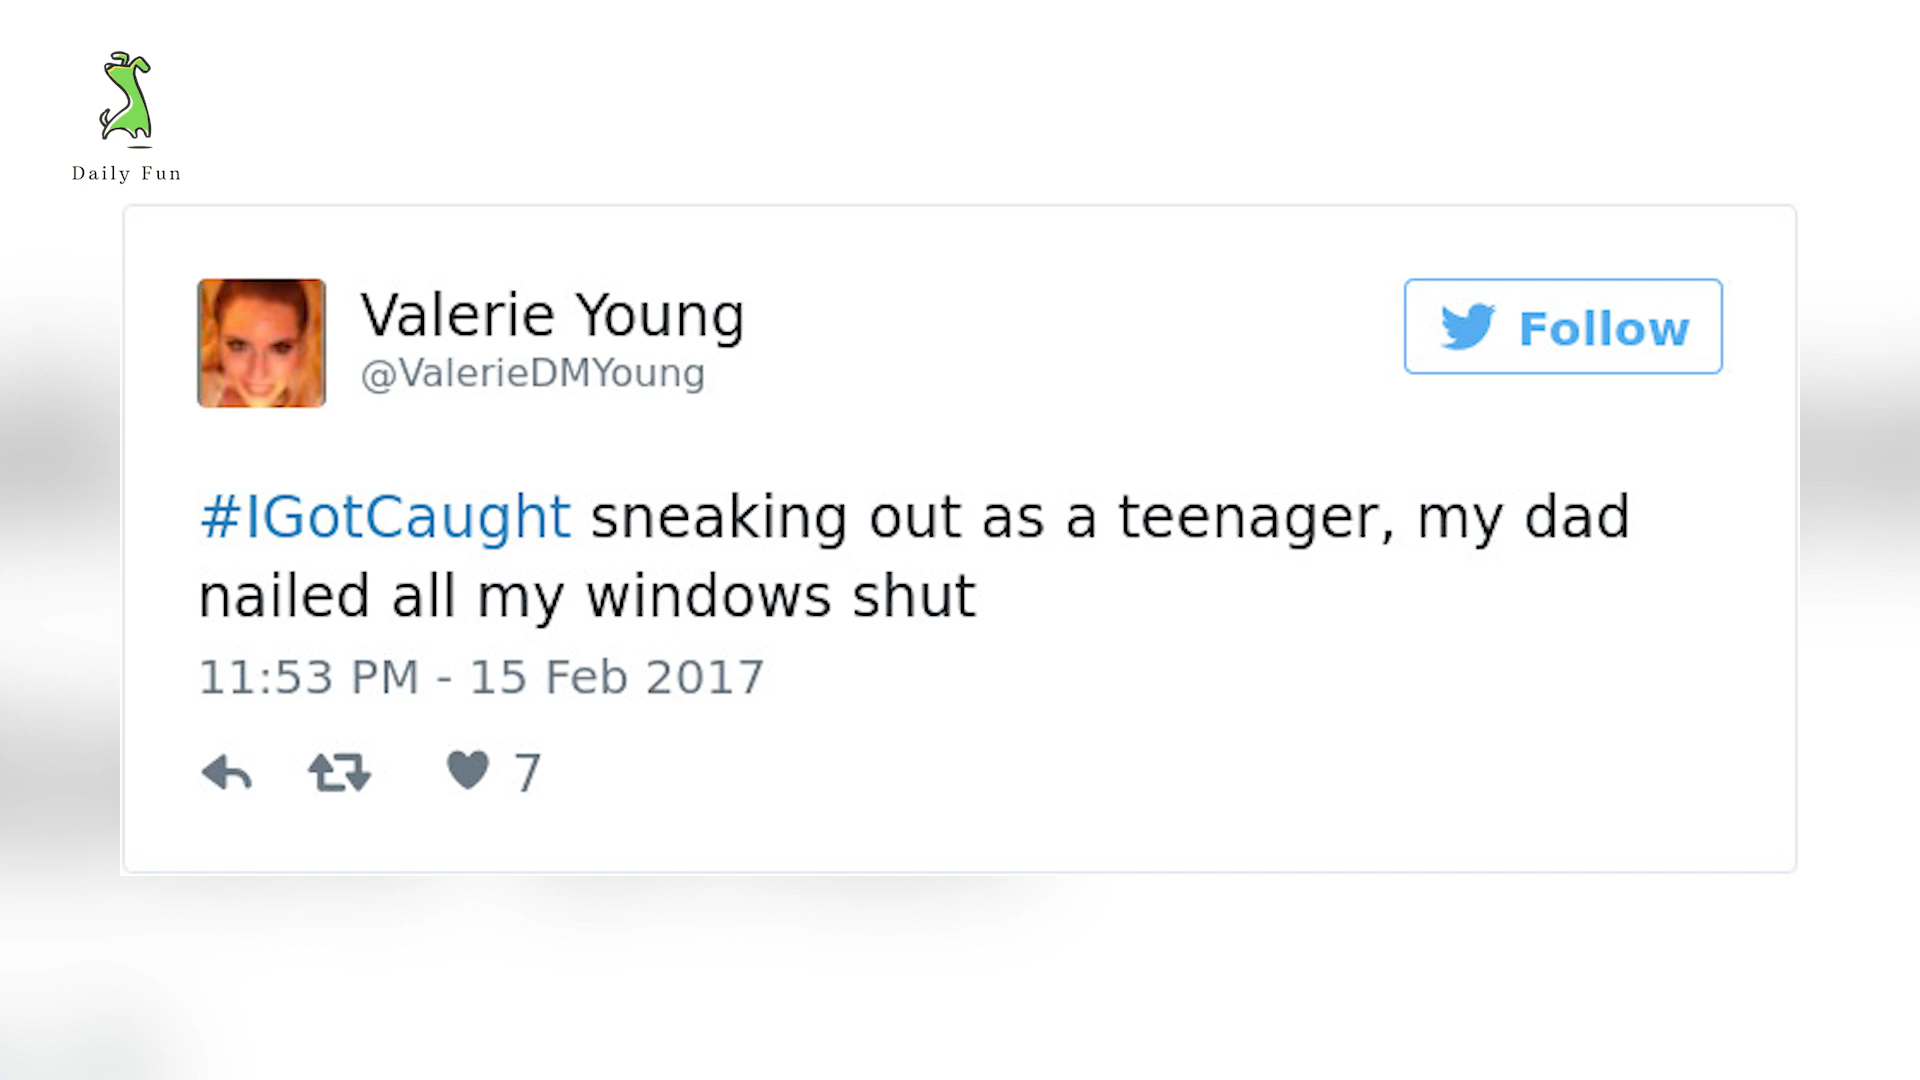 Daily Fun
Valerie Young
@ValerieDMYoung
Follow
#IGotCaught sneaking out as a teenager, my dad
nailed all my windows shut
11:53 PM - 15 Feb 2017
7